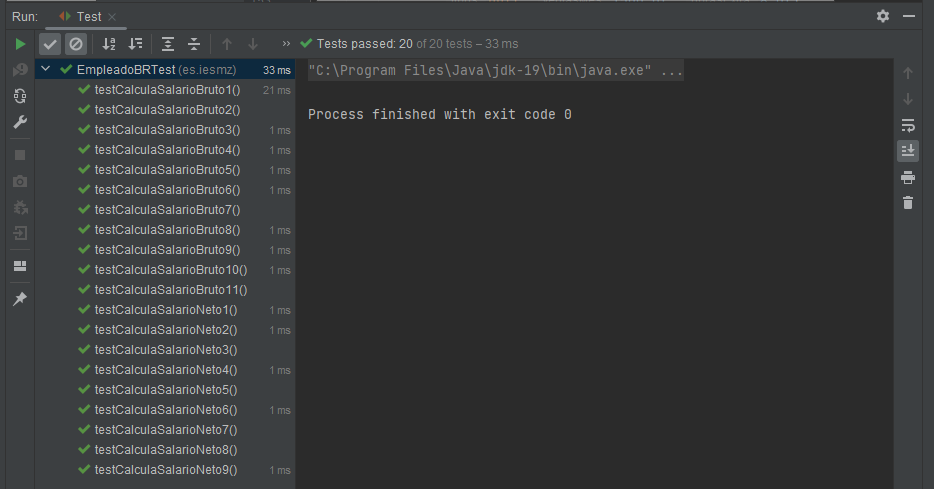 Run: Test ×
» Tests passed: 20 of 20 tests – 33 ms
EmpleadoBRTest (es.iesmz) 33 ms
testCalculaSalarioBruto1() 21 ms
testCalculaSalarioBruto2()
testCalculaSalarioBruto3() 1 ms
testCalculaSalarioBruto4() 1 ms
testCalculaSalarioBruto5() 1 ms
testCalculaSalarioBruto6() 1 ms
testCalculaSalarioBruto7()
testCalculaSalarioBruto8() 1 ms
testCalculaSalarioBruto9() 1 ms
testCalculaSalarioBruto10() 1 ms
testCalculaSalarioBruto11()
testCalculaSalarioNeto1() 1 ms
testCalculaSalarioNeto2() 1 ms
testCalculaSalarioNeto3()
testCalculaSalarioNeto4() 1 ms
testCalculaSalarioNeto5()
testCalculaSalarioNeto6() 1 ms
testCalculaSalarioNeto7()
testCalculaSalarioNeto8()
testCalculaSalarioNeto9() 1 ms
"C:\Program Files\Java\jdk-19\bin\java.exe" ...
Process finished with exit code 0